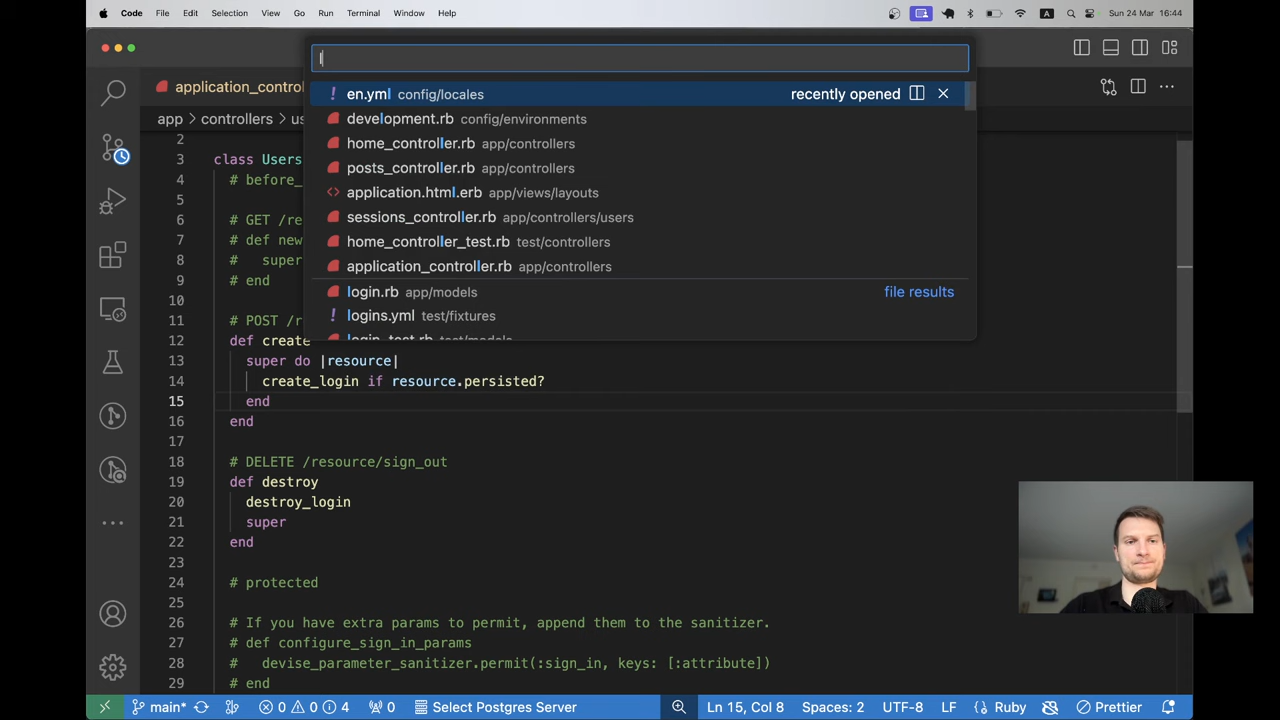 Code File Edit Selection View Go Run Terminal Window Help
A Sun 24 Mar 16:44
l
application_control
en.yml config/locales recently opened
app > controllers > us
development.rb config/environments
2
home_controller.rb app/controllers
3 class Users
posts_controller.rb app/controllers
4 # before_
application.html.erb app/views/layouts
5
6 # GET /re
sessions_controller.rb app/controllers/users
7 # def new
home_controller_test.rb test/controllers
8 # super
application_controller.rb app/controllers
9 # end
login.rb app/models file results
10
logins.yml test/fixtures
11 # POST /r
login_test.rb test/models
12 def create
13 super do |resource|
14 create_login if resource.persisted?
15 end
16 end
17
18 # DELETE /resource/sign_out
19 def destroy
20 destroy_login
21 super
22 end
23
24 # protected
25
26 # If you have extra params to permit, append them to the sanitizer.
27 # def configure_sign_in_params
28 # devise_parameter_sanitizer.permit(:sign_in, keys: [:attribute])
29 # end
main* 0 0 4 0 Select Postgres Server Ln 15, Col 8 Spaces: 2 UTF-8 LF Ruby Prettier